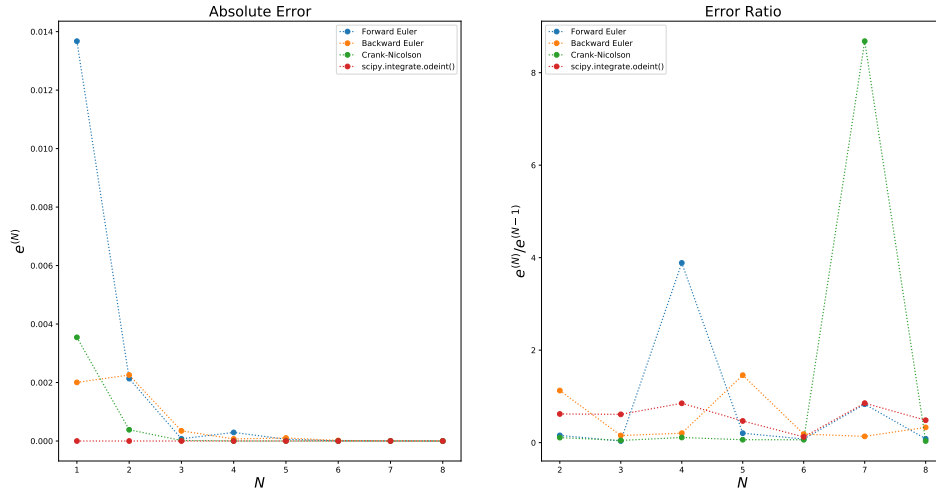 Absolute Error
Forward Euler
Backward Euler
Crank-Nicolson
scipy.integrate.odeint()
0.014
0.012
0.010
0.008
0.006
0.004
0.002
0.000
e^{(N)}
1 2 3 4 5 6 7 8
N
Error Ratio
Forward Euler
Backward Euler
Crank-Nicolson
scipy.integrate.odeint()
8
6
4
2
0
e^{(N)}/e^{(N−1)}
2 3 4 5 6 7 8
N